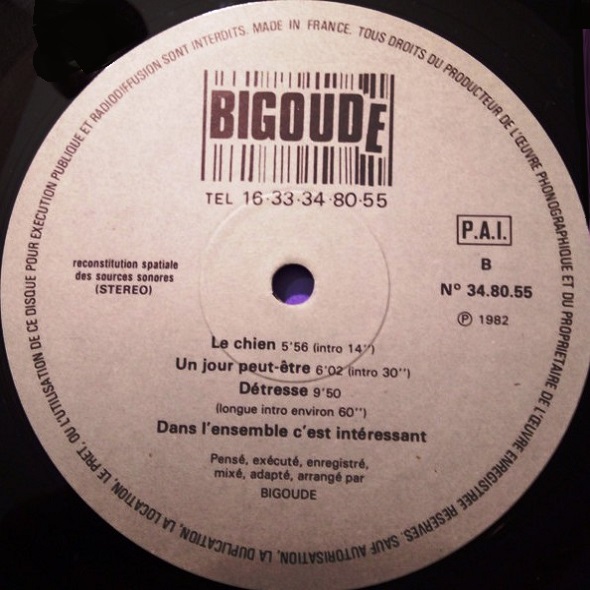 MADE IN FRANCE. TOUS DROITS DU PRODUCTEUR DE L'ŒUVRE PHONOGRAPHIQUE ET DU PROPRIETAIRE DE L'ŒUVRE ENREGISTREE RESERVES. SAUF AUTORISATION, LA DUPLICATION, LA LOCATION, LE PRET, OU L'UTILISATION DE CE DISQUE POUR EXECUTION PUBLIQUE ET RADIODIFFUSION SONT INTERDITS.
BIGOUDE
TEL 16·33·34·80·55
P.A.I.
B
Nº 34.80.55
℗ 1982
reconstitution spatiale
des sources sonores
(STEREO)
Le chien 5'56 (intro 14'')
Un jour peut-être 6'02 (intro 30'')
Détresse 9'50
(longue intro environ 60'')
Dans l'ensemble c'est intéressant
Pensé, exécuté, enregistré,
mixé, adapté, arrangé par
BIGOUDE